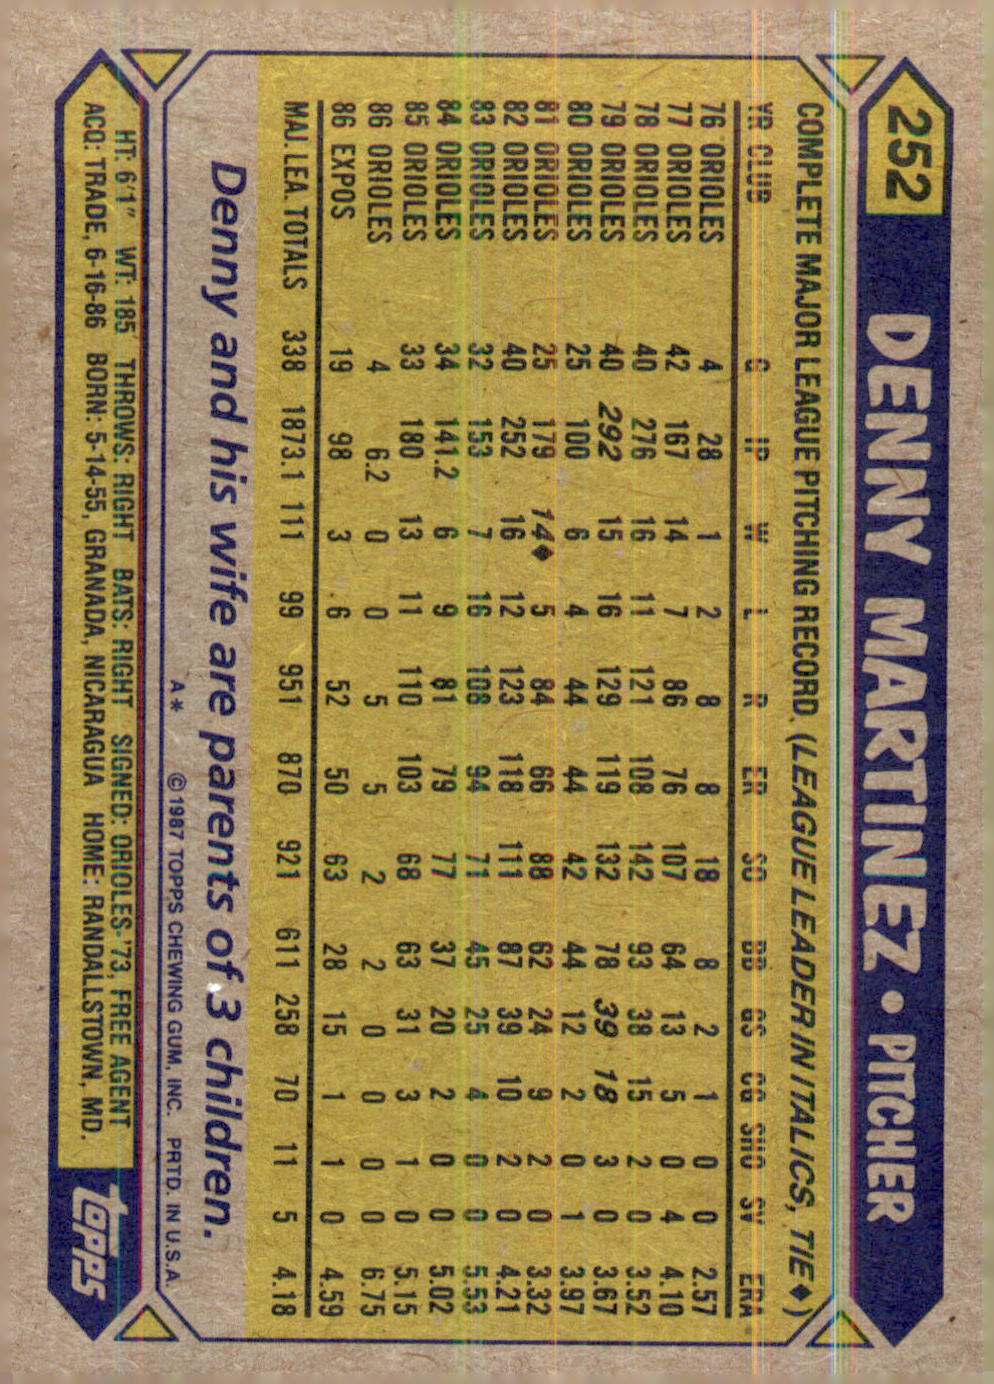 252 DENNY MARTINEZ • PITCHER
COMPLETE MAJOR LEAGUE PITCHING RECORD. (LEAGUE LEADER IN ITALICS, TIE ♦)
YR CLUB G IP W L R ER SO BB GS CG SHO SV ERA
76 ORIOLES 4 28 1 2 8 8 18 8 2 1 0 0 2.57
77 ORIOLES 42 167 14 7 86 76 107 64 13 5 0 4 4.10
78 ORIOLES 40 276 16 11 121 108 142 93 38 15 2 0 3.52
79 ORIOLES 40 292 15 16 129 119 132 78 39 18 3 0 3.67
80 ORIOLES 25 100 6 4 44 44 42 44 12 2 0 1 3.97
81 ORIOLES 25 179 14♦ 5 84 66 88 62 24 9 2 0 3.32
82 ORIOLES 40 252 16 12 123 118 111 87 39 10 2 0 4.21
83 ORIOLES 32 153 7 16 108 94 71 45 25 4 0 0 5.53
84 ORIOLES 34 141.2 6 9 81 79 77 37 20 2 0 0 5.02
85 ORIOLES 33 180 13 11 110 103 68 63 31 3 1 0 5.15
86 ORIOLES 4 6.2 0 0 5 5 2 2 0 0 0 0 6.75
86 EXPOS 19 98 3 6 52 50 63 28 15 1 1 0 4.59
MAJ. LEA. TOTALS 338 1873.1 111 99 951 870 921 611 258 70 11 5 4.18
Denny and his wife are parents of 3 children.
A* ©1987 TOPPS CHEWING GUM, INC. PRTD. IN U.S.A.
HT: 6'1" WT: 185 THROWS: RIGHT BATS: RIGHT SIGNED: ORIOLES-'73, FREE AGENT
ACQ: TRADE, 6-16-86 BORN: 5-14-55, GRANADA, NICARAGUA HOME: RANDALLSTOWN, MD.
TOPPS